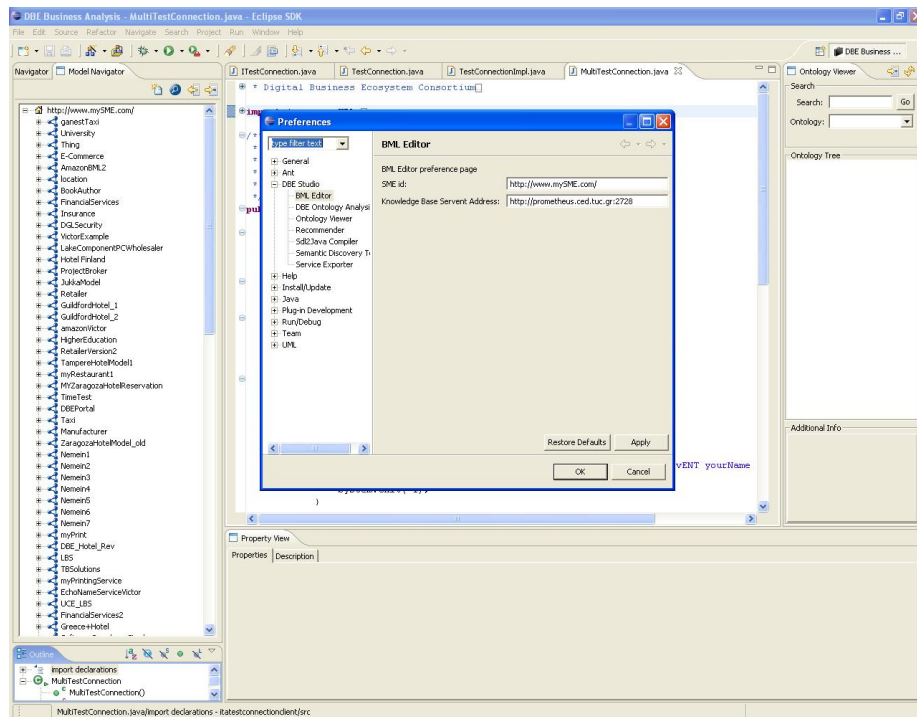 DBE Business Analysis - MultiTestConnection.java - Eclipse SDK
File Edit Source Refactor Navigate Search Project Run Window Help
DBE Business ...
Navigator Model Navigator
http://www.mySME.com/
ganestTaxi
University
Thing
E-Commerce
AmazonBML2
location
BookAuthor
FinancialServices
Insurance
DGLSecurity
VictorExample
LakeComponentPCWholesaler
Hotel Finland
ProjectBroker
JukkaModel
Retailer
GuildfordHotel_1
GuildfordHotel_2
amazonVictor
HigherEducation
RetailerVersion2
TampereHotelModel1
myRestaurant1
MYZaragozaHotelReservation
TimeTest
DBEPortal
Taxi
Manufacturer
ZaragozaHotelModel_old
Nemein1
Nemein2
Nemein3
Nemein4
Nemein5
Nemein6
Nemein7
myPrint
DBE_Hotel_Rev
LBS
TBSolutions
myPrintingService
EchoNameServiceVictor
UCE_LBS
FinancialServices2
Greece+Hotel
Outline
import declarations
MultiTestConnection
MultiTestConnection()
ITestConnection.java TestConnection.java TestConnectionImpl.java MultiTestConnection.java
* Digital Business Ecosystem Consortium
Preferences
type filter text
General
Ant
DBE Studio
BML Editor
DBE Ontology Analysi
Ontology Viewer
Recommender
Sdl2Java Compiler
Semantic Discovery
Service Exporter
Help
Install/Update
Java
Plug-in Development
Run/Debug
Team
UML
BML Editor
BML Editor preference page
SME id: http://www.mySME.com/
Knowledge Base Servent Address: http://prometheus.ced.tuc.gr:2728
Restore Defaults Apply
OK Cancel
vENT yourName
Property View
Properties Description
Ontology Viewer
Search
Search: Go
Ontology:
Ontology Tree
Additional Info
MultiTestConnection.java/import declarations - itatestconnectionclient/src